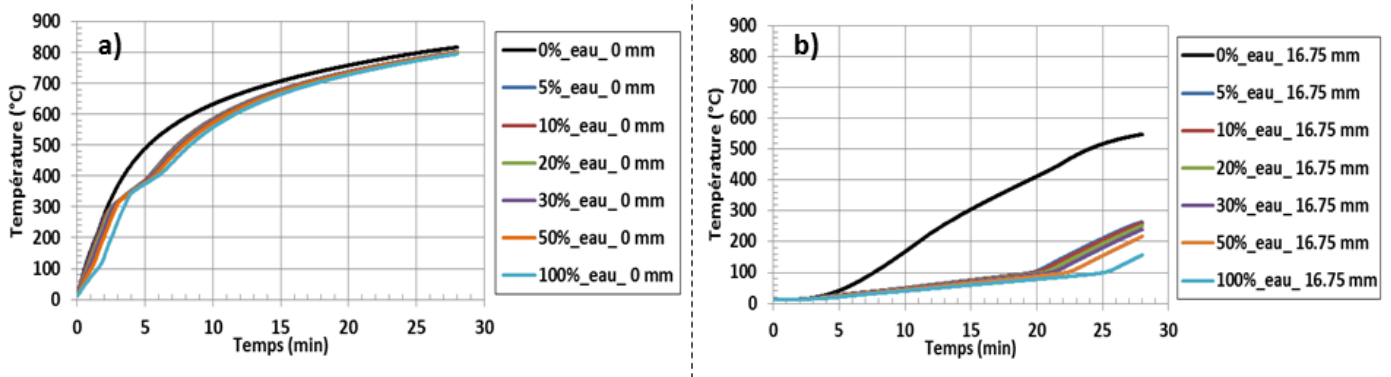 a)
Température (°C)
900
800
700
600
500
400
300
200
100
0
0 5 10 15 20 25 30
Temps (min)
0%_eau_ 0 mm
5%_eau_ 0 mm
10%_eau_ 0 mm
20%_eau_ 0 mm
30%_eau_ 0 mm
50%_eau_ 0 mm
100%_eau_ 0 mm
b)
Température (°C)
900
800
700
600
500
400
300
200
100
0
0 5 10 15 20 25 30
Temps (min)
0%_eau_ 16.75 mm
5%_eau_ 16.75 mm
10%_eau_ 16.75 mm
20%_eau_ 16.75 mm
30%_eau_ 16.75 mm
50%_eau_ 16.75 mm
100%_eau_ 16.75 mm